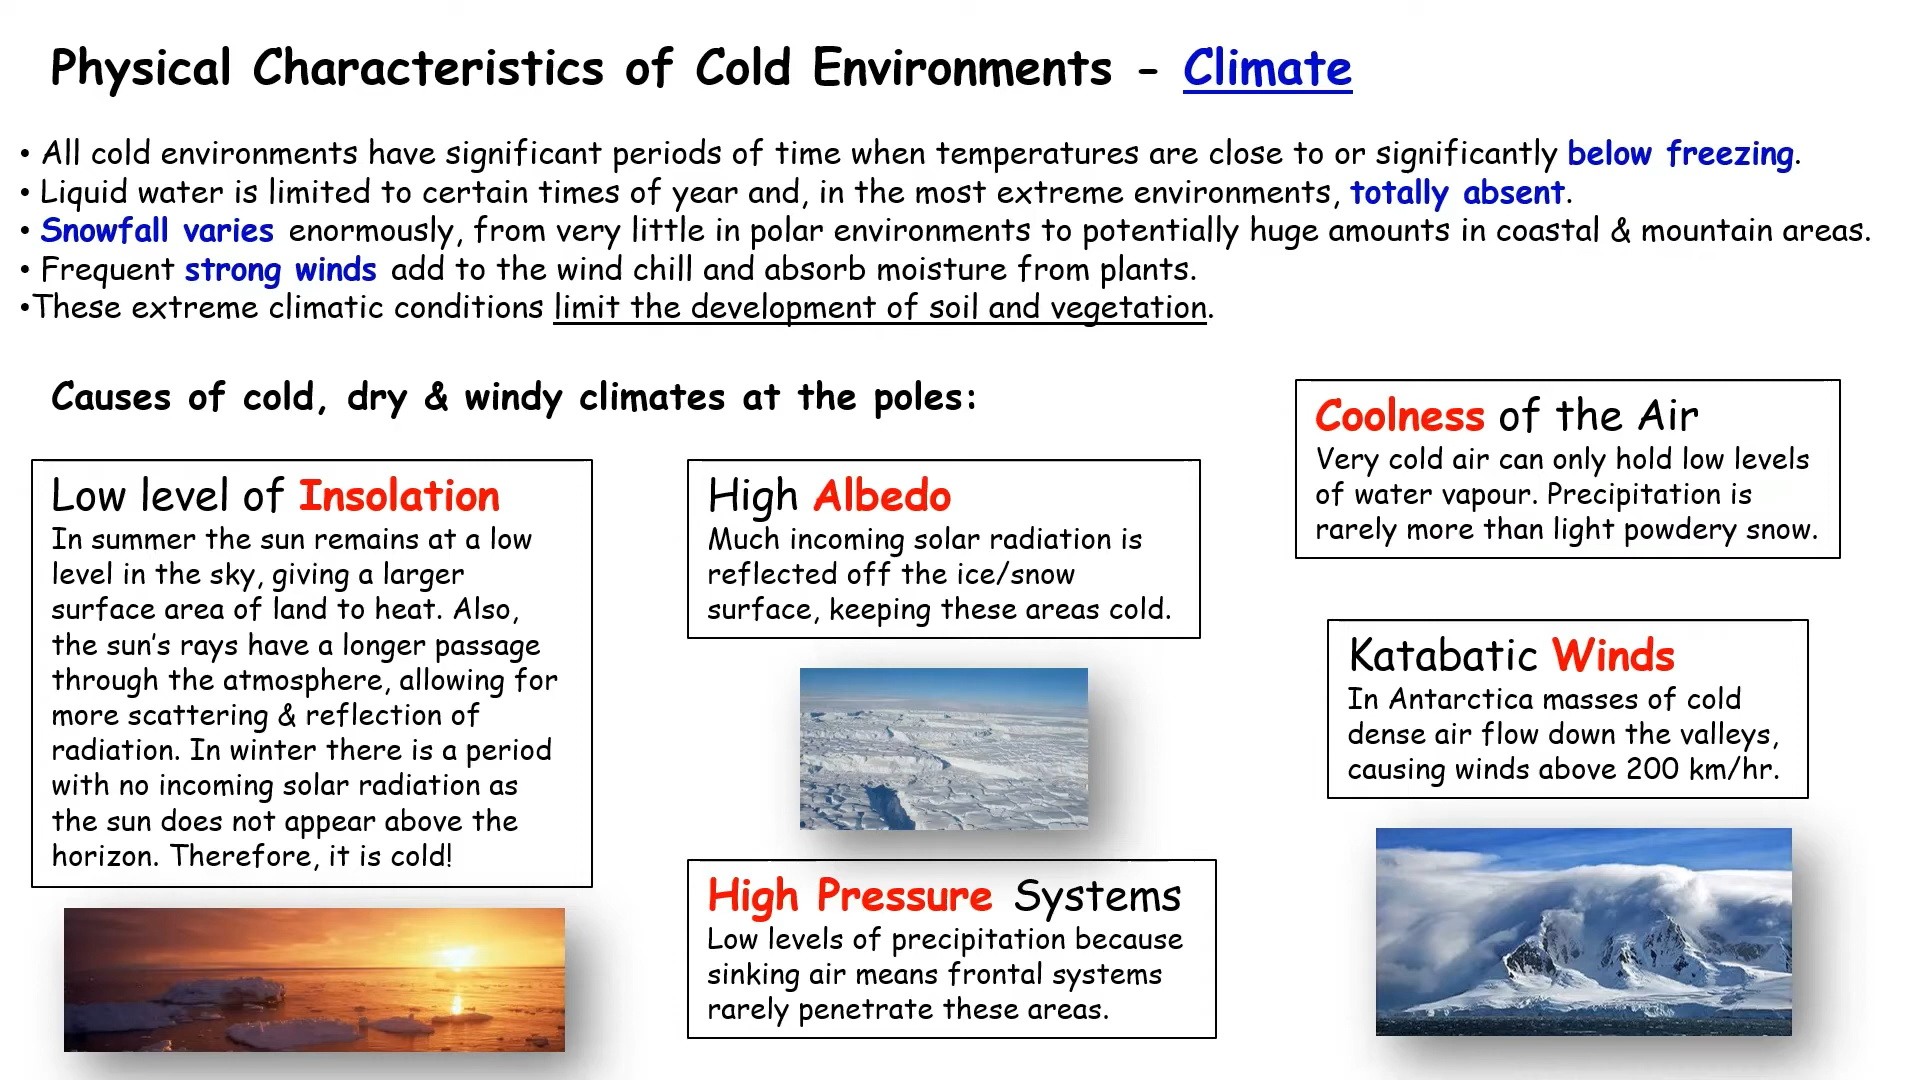 Physical Characteristics of Cold Environments - Climate
• All cold environments have significant periods of time when temperatures are close to or significantly below freezing.
• Liquid water is limited to certain times of year and, in the most extreme environments, totally absent.
• Snowfall varies enormously, from very little in polar environments to potentially huge amounts in coastal & mountain areas.
• Frequent strong winds add to the wind chill and absorb moisture from plants.
•These extreme climatic conditions limit the development of soil and vegetation.
Causes of cold, dry & windy climates at the poles:
Low level of Insolation
In summer the sun remains at a low
level in the sky, giving a larger
surface area of land to heat. Also,
the sun's rays have a longer passage
through the atmosphere, allowing for
more scattering & reflection of
radiation. In winter there is a period
with no incoming solar radiation as
the sun does not appear above the
horizon. Therefore, it is cold!
High Albedo
Much incoming solar radiation is
reflected off the ice/snow
surface, keeping these areas cold.
High Pressure Systems
Low levels of precipitation because
sinking air means frontal systems
rarely penetrate these areas.
Coolness of the Air
Very cold air can only hold low levels
of water vapour. Precipitation is
rarely more than light powdery snow.
Katabatic Winds
In Antarctica masses of cold
dense air flow down the valleys,
causing winds above 200 km/hr.